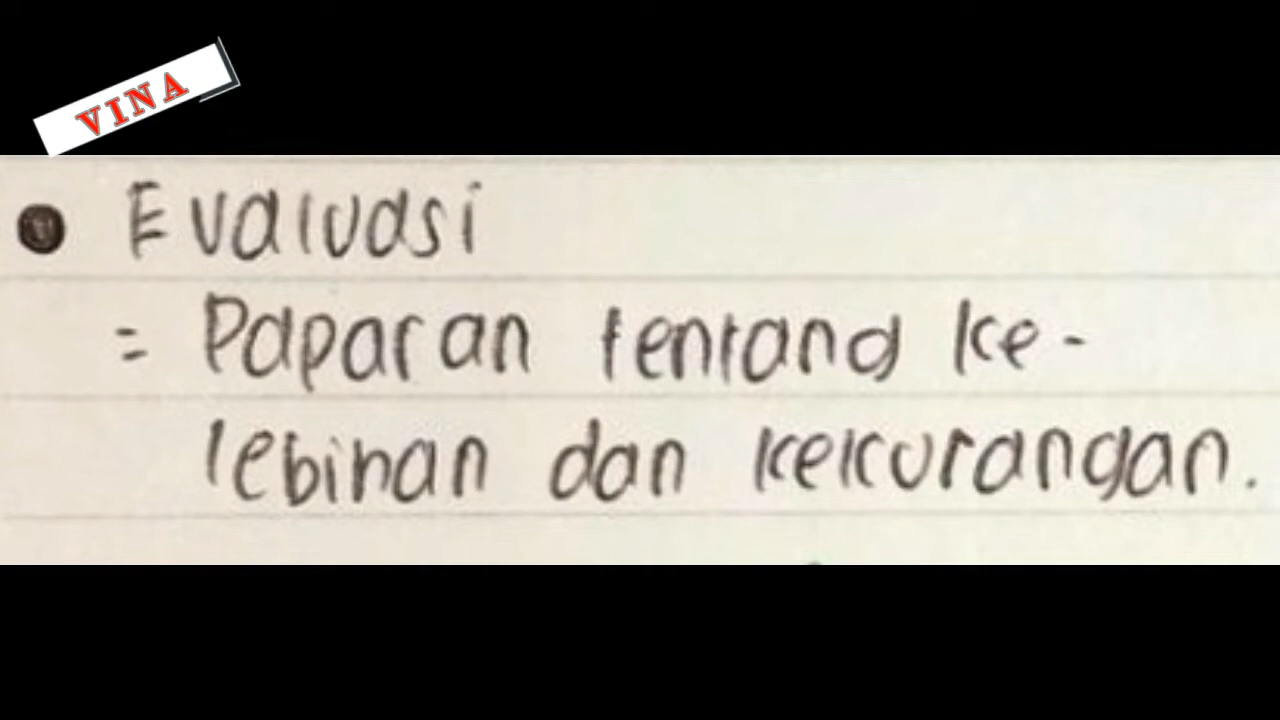 VINA
• Evaluasi
= Paparan tentang ke-
lebihan dan kekurangan.